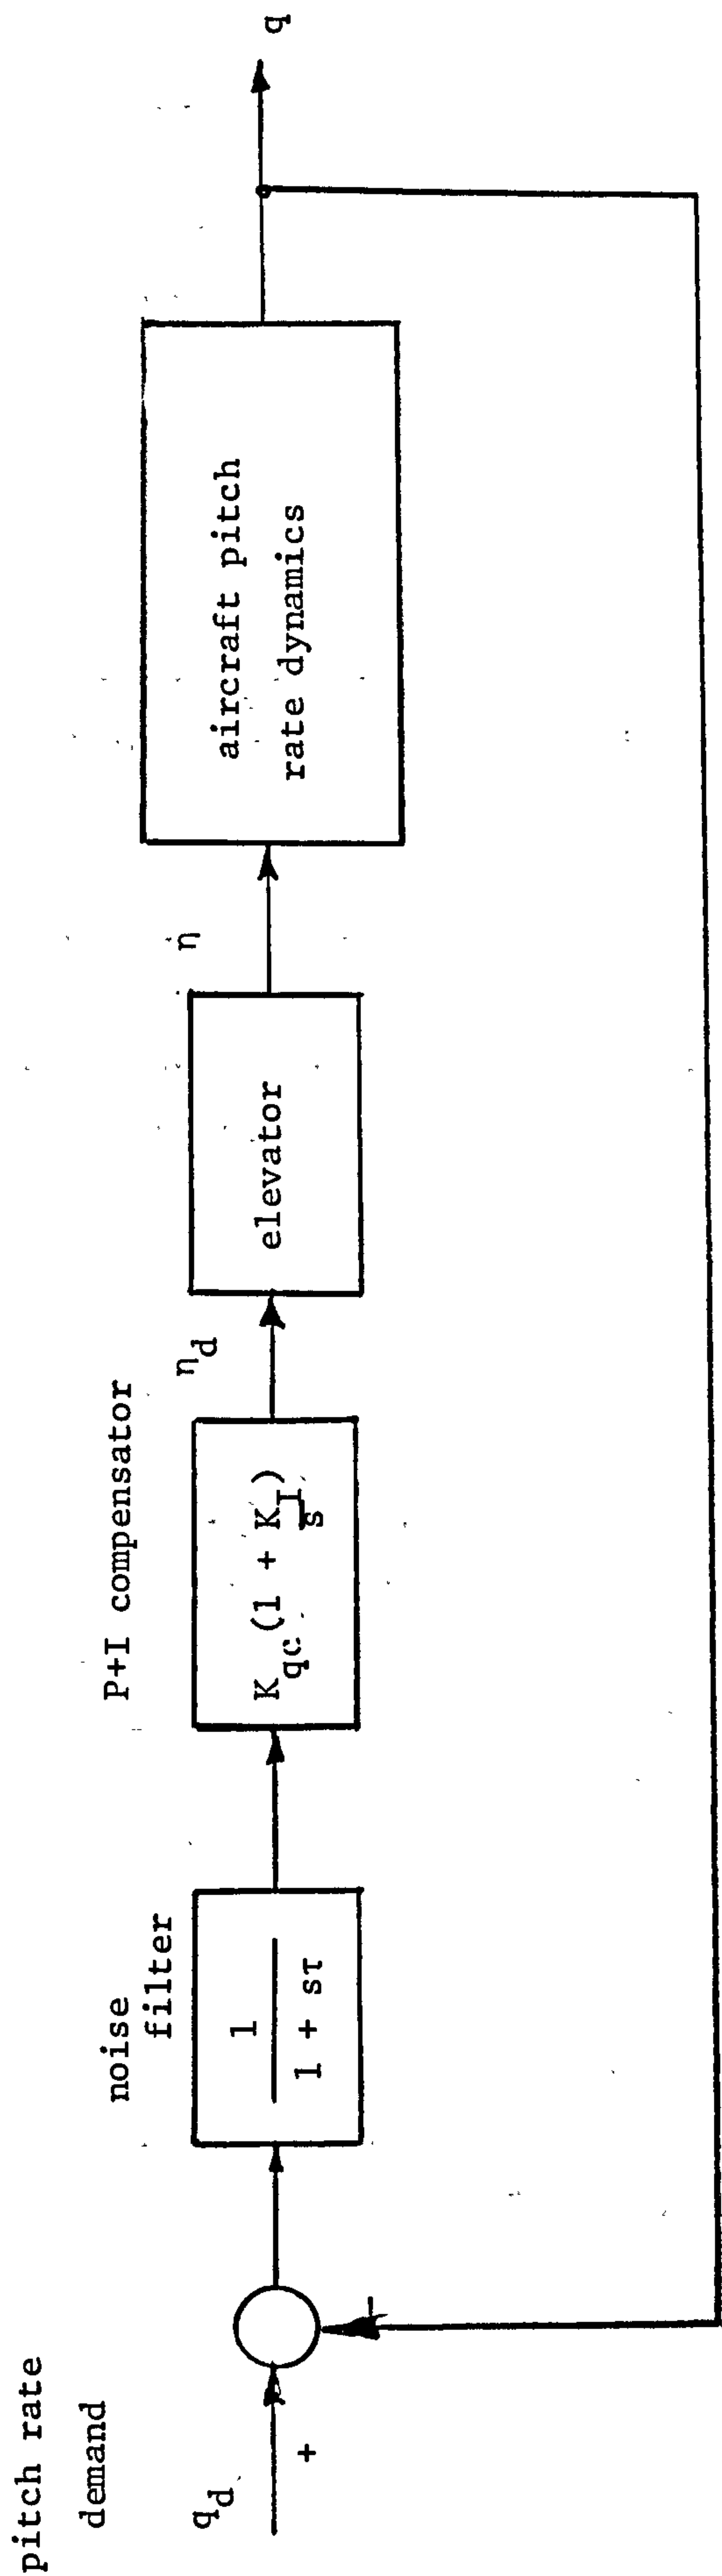 pitch rate
demand
q_d
+
-
noise
filter
1
1 + sτ
P+I compensator
K_qc (1 + K_I)
s
η_d
elevator
η
aircraft pitch
rate dynamics
q